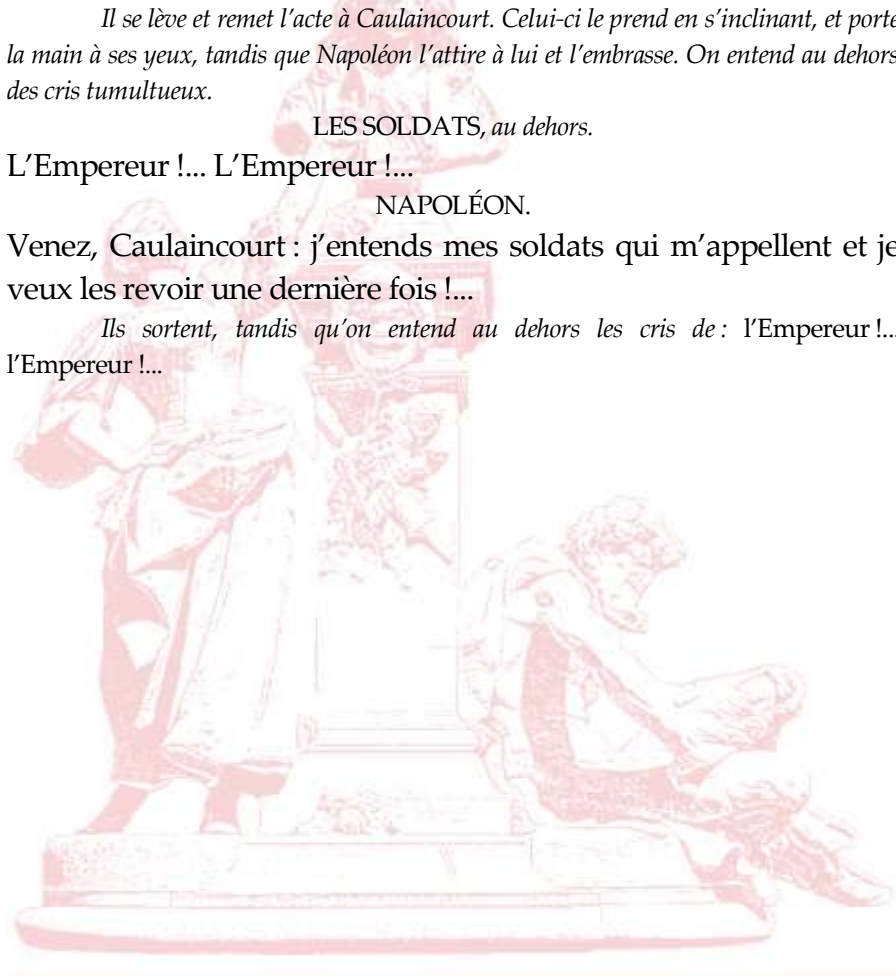 Il se lève et remet l’acte à Caulaincourt. Celui-ci le prend en s’inclinant, et porte
la main à ses yeux, tandis que Napoléon l’attire à lui et l’embrasse. On entend au dehors
des cris tumultueux.
LES SOLDATS, au dehors.
L’Empereur !... L’Empereur !...
NAPOLÉON.
Venez, Caulaincourt : j’entends mes soldats qui m’appellent et je
veux les revoir une dernière fois !...
Ils sortent, tandis qu’on entend au dehors les cris de : l’Empereur !...
l’Empereur !...